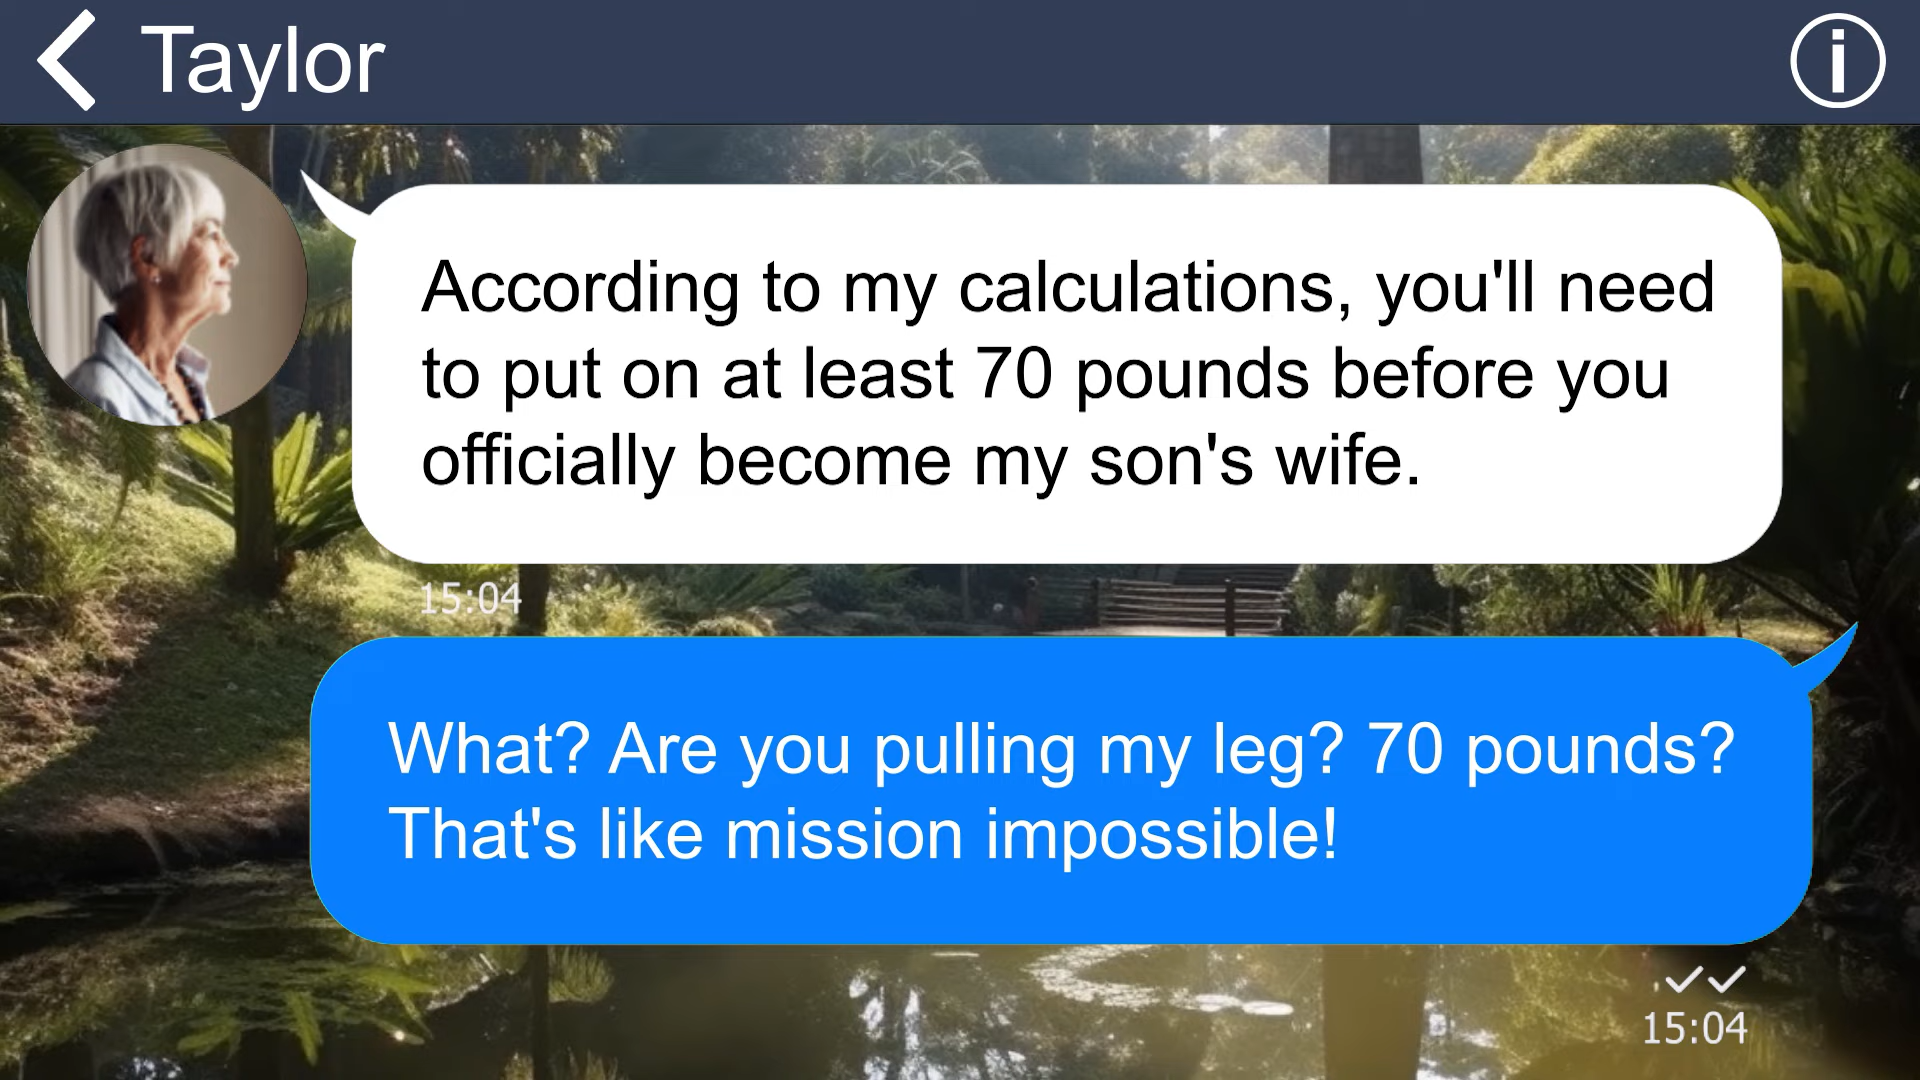 Taylor
According to my calculations, you'll need
to put on at least 70 pounds before you
officially become my son's wife.
15:04
What? Are you pulling my leg? 70 pounds?
That's like mission impossible!
15:04